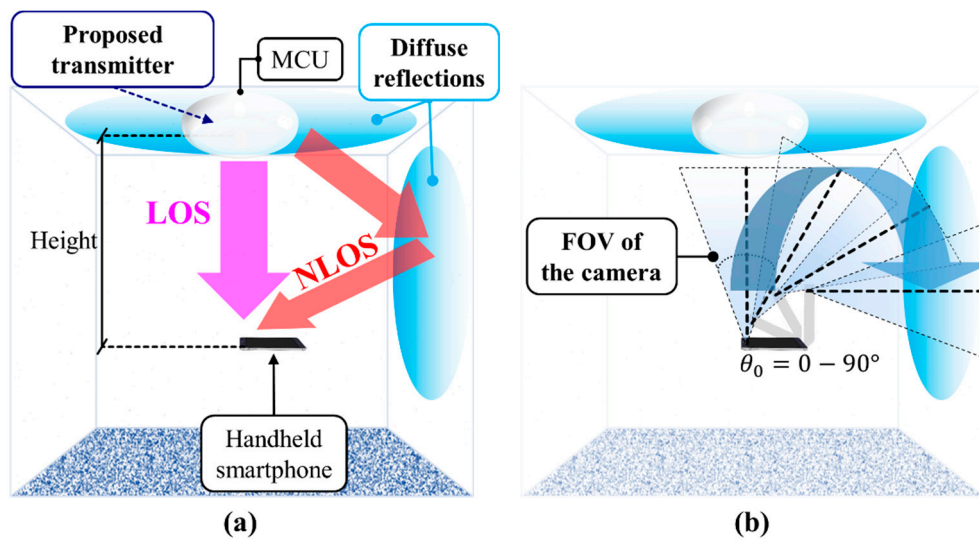 Proposed
transmitter
MCU
Diffuse
reflections
LOS
NLOS
Height
Handheld
smartphone
(a)
FOV of
the camera
θ₀ = 0 − 90°
(b)